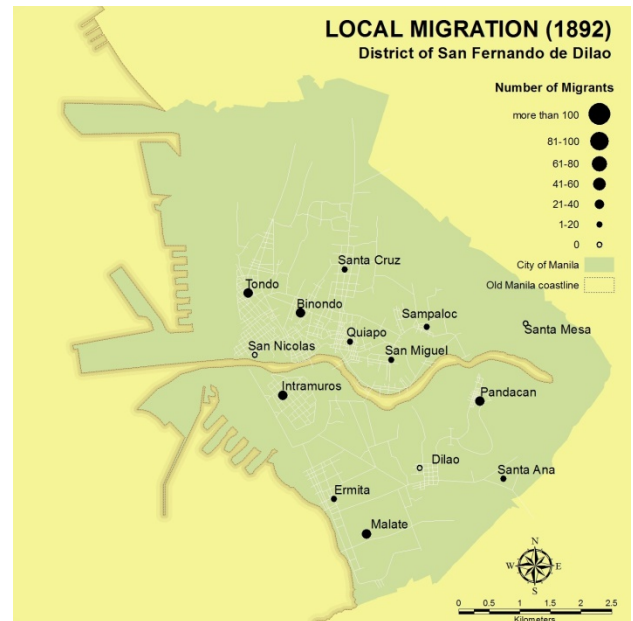 LOCAL MIGRATION (1892)
District of San Fernando de Dilao
Number of Migrants
more than 100
81-100
61-80
41-60
21-40
1-20
0
City of Manila
Old Manila coastline
Santa Cruz
Tondo
Binondo
Sampaloc
Santa Mesa
Quiapo
San Nicolas
San Miguel
Intramuros
Pandacan
Dilao
Santa Ana
Ermita
Malate
N
W
E
S
0 0.5 1 1.5 2 2.5
Kilometers